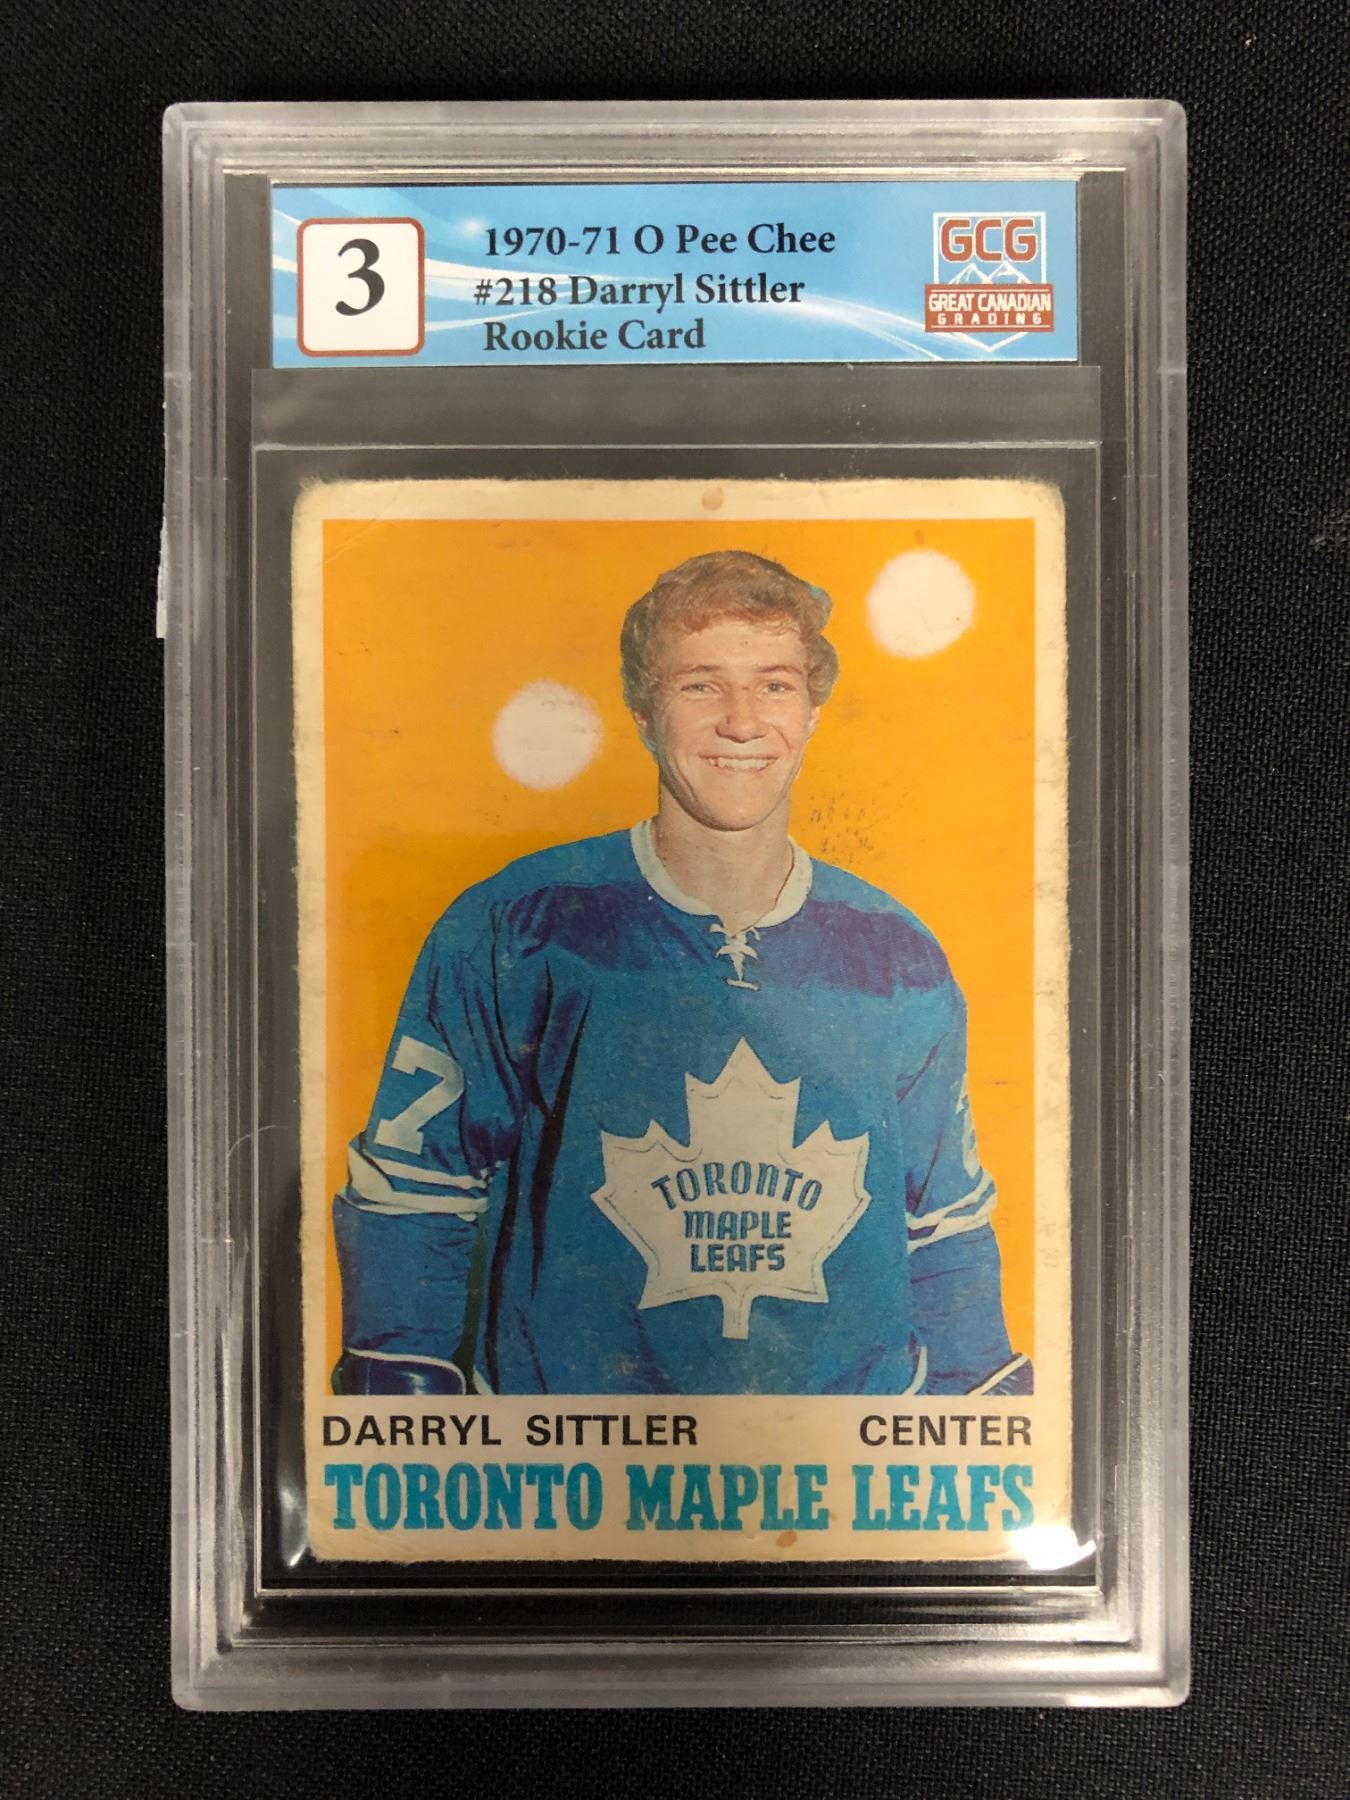 3
1970-71 O Pee Chee
#218 Darryl Sittler
Rookie Card
GCG
GREAT CANADIAN
GRADING
7
TORONTO
MAPLE
LEAFS
DARRYL SITTLER CENTER
TORONTO MAPLE LEAFS